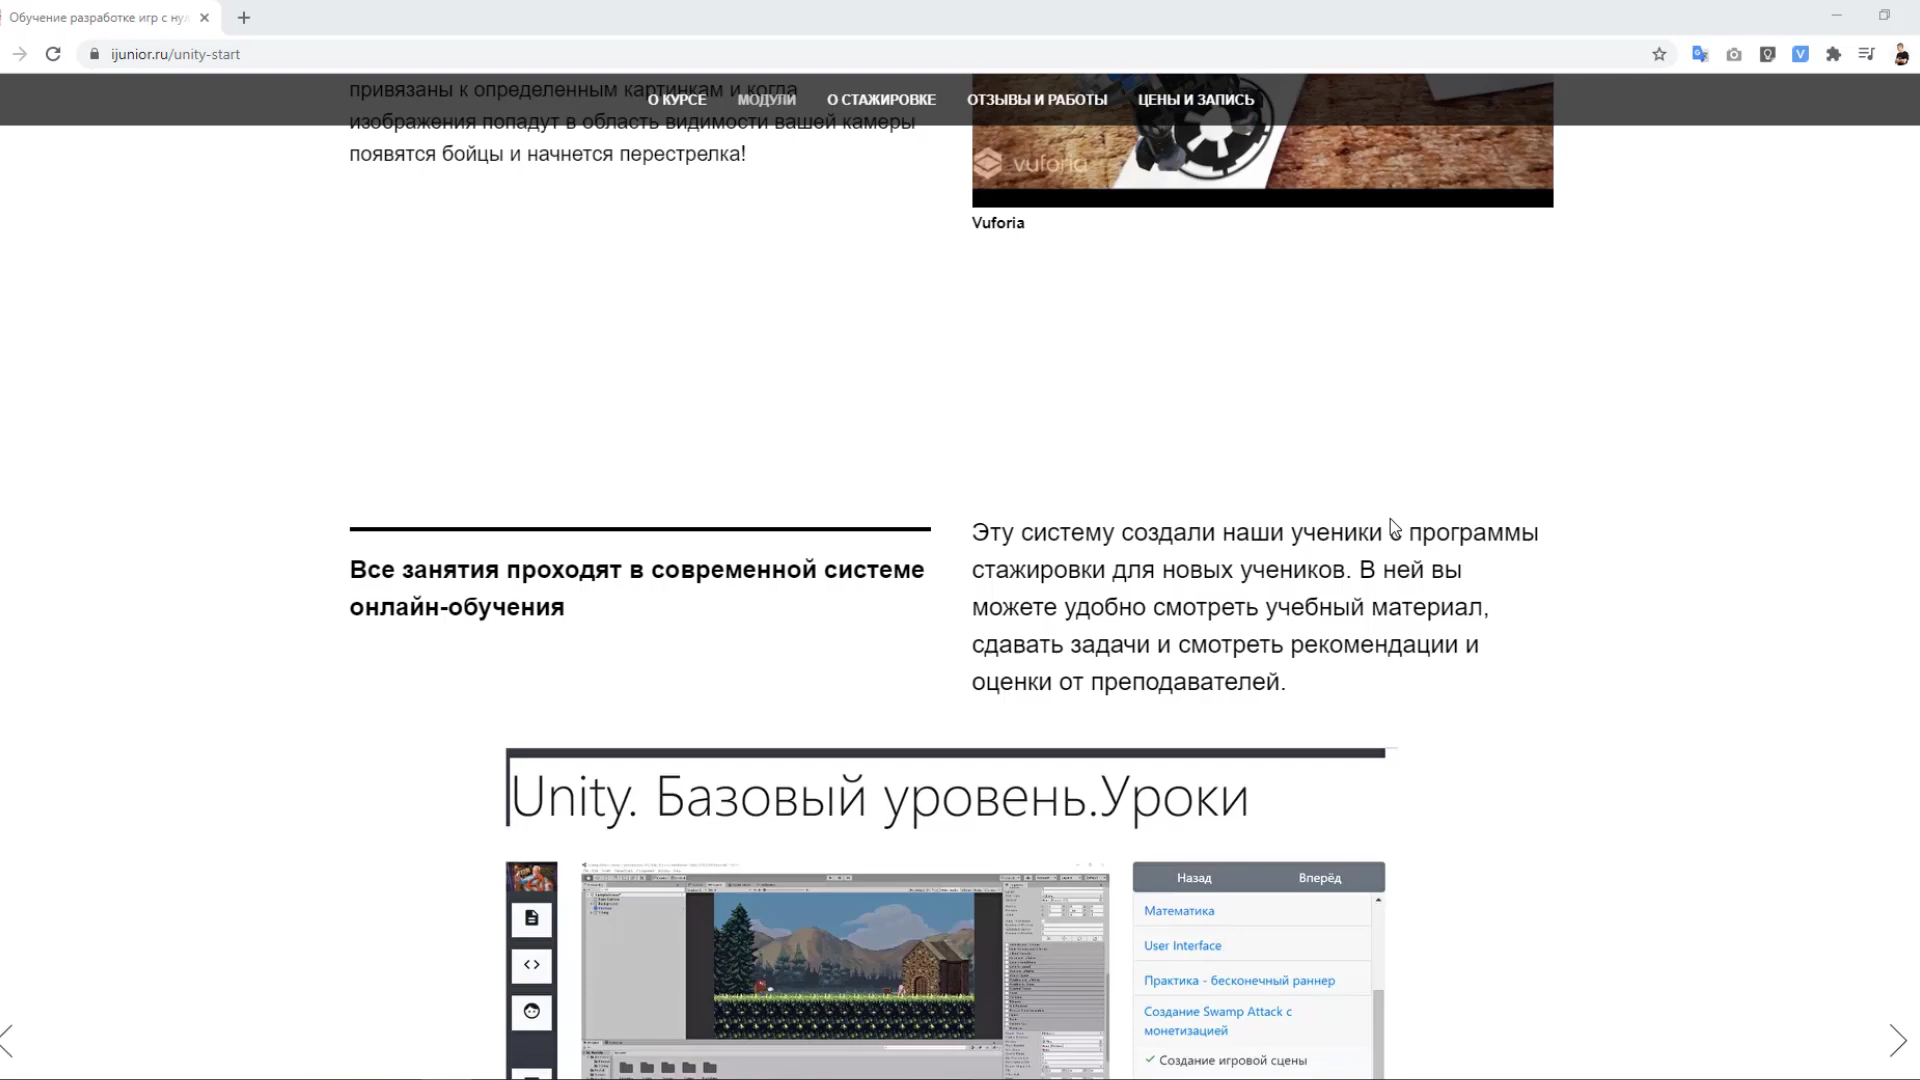 Обучение разработке игр с нул
ijunior.ru/unity-start
О КУРСЕ МОДУЛИ О СТАЖИРОВКЕ ОТЗЫВЫ И РАБОТЫ ЦЕНЫ И ЗАПИСЬ
привязаны к определенным картинкам и когда
изображения попадут в область видимости вашей камеры
появятся бойцы и начнется перестрелка!
vuforia
Vuforia
Все занятия проходят в современной системе
онлайн-обучения
Эту систему создали наши ученики программы
стажировки для новых учеников. В ней вы
можете удобно смотреть учебный материал,
сдавать задачи и смотреть рекомендации и
оценки от преподавателей.
Unity. Базовый уровень.Уроки
Назад Вперёд
Математика
User Interface
Практика - бесконечный раннер
Создание Swamp Attack с
монетизацией
Создание игровой сцены